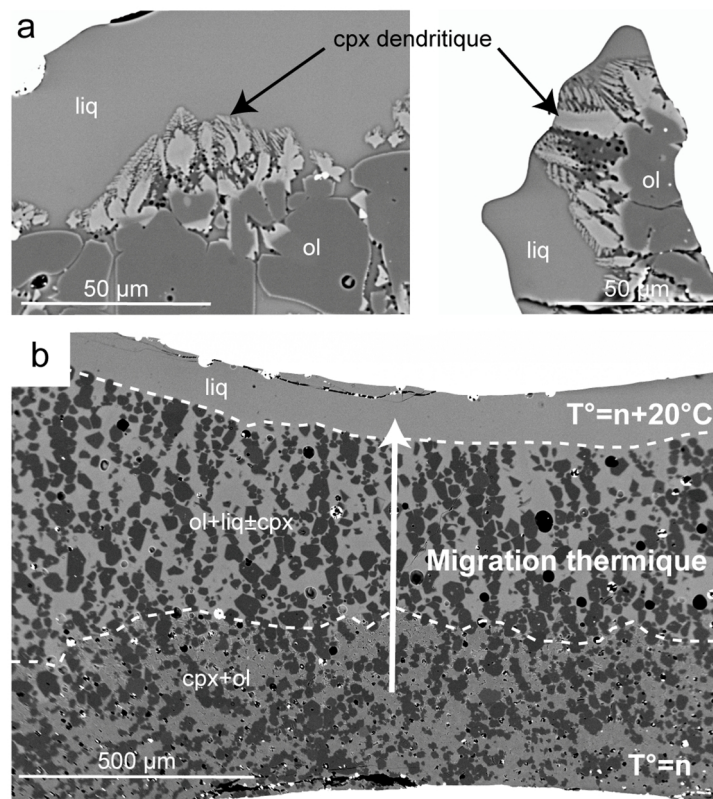 a
cpx dendritique
liq
ol
50 µm
ol
liq
50 µm
b
liq
T°=n+20°C
ol+liq±cpx
Migration thermique
cpx+ol
500 µm
T°=n